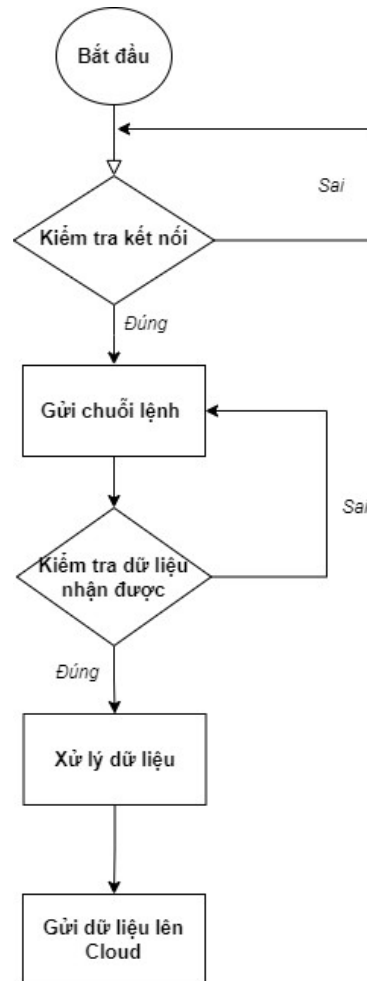 Bắt đầu
Sai
Kiểm tra kết nối
Đúng
Gửi chuỗi lệnh
Sai
Kiểm tra dữ liệu
nhận được
Đúng
Xử lý dữ liệu
Gửi dữ liệu lên
Cloud